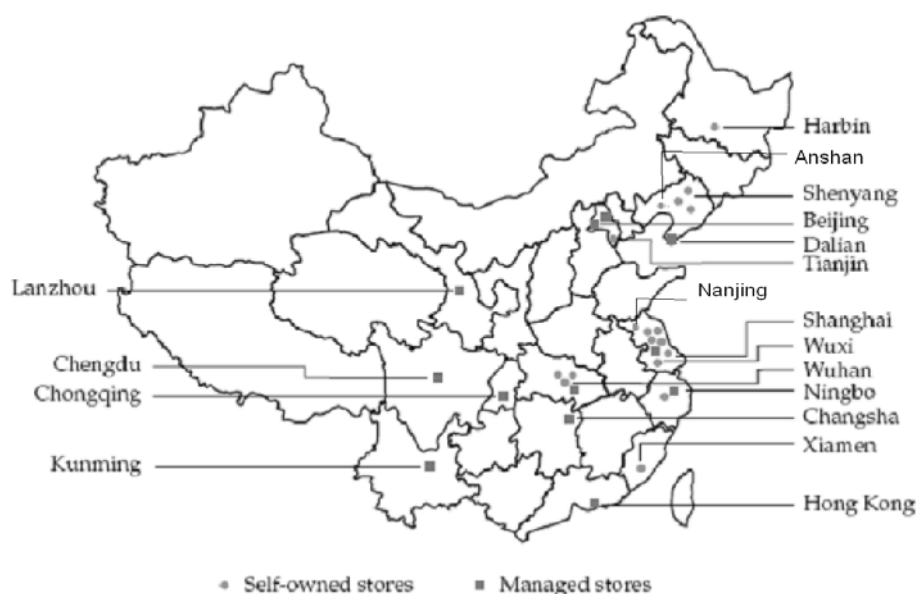 Harbin
Anshan
Shenyang
Beijing
Dalian
Tianjin
Lanzhou
Nanjing
Shanghai
Wuxi
Wuhan
Ningbo
Changsha
Xiamen
Chengdu
Chongqing
Kunming
Hong Kong
Self-owned stores
Managed stores